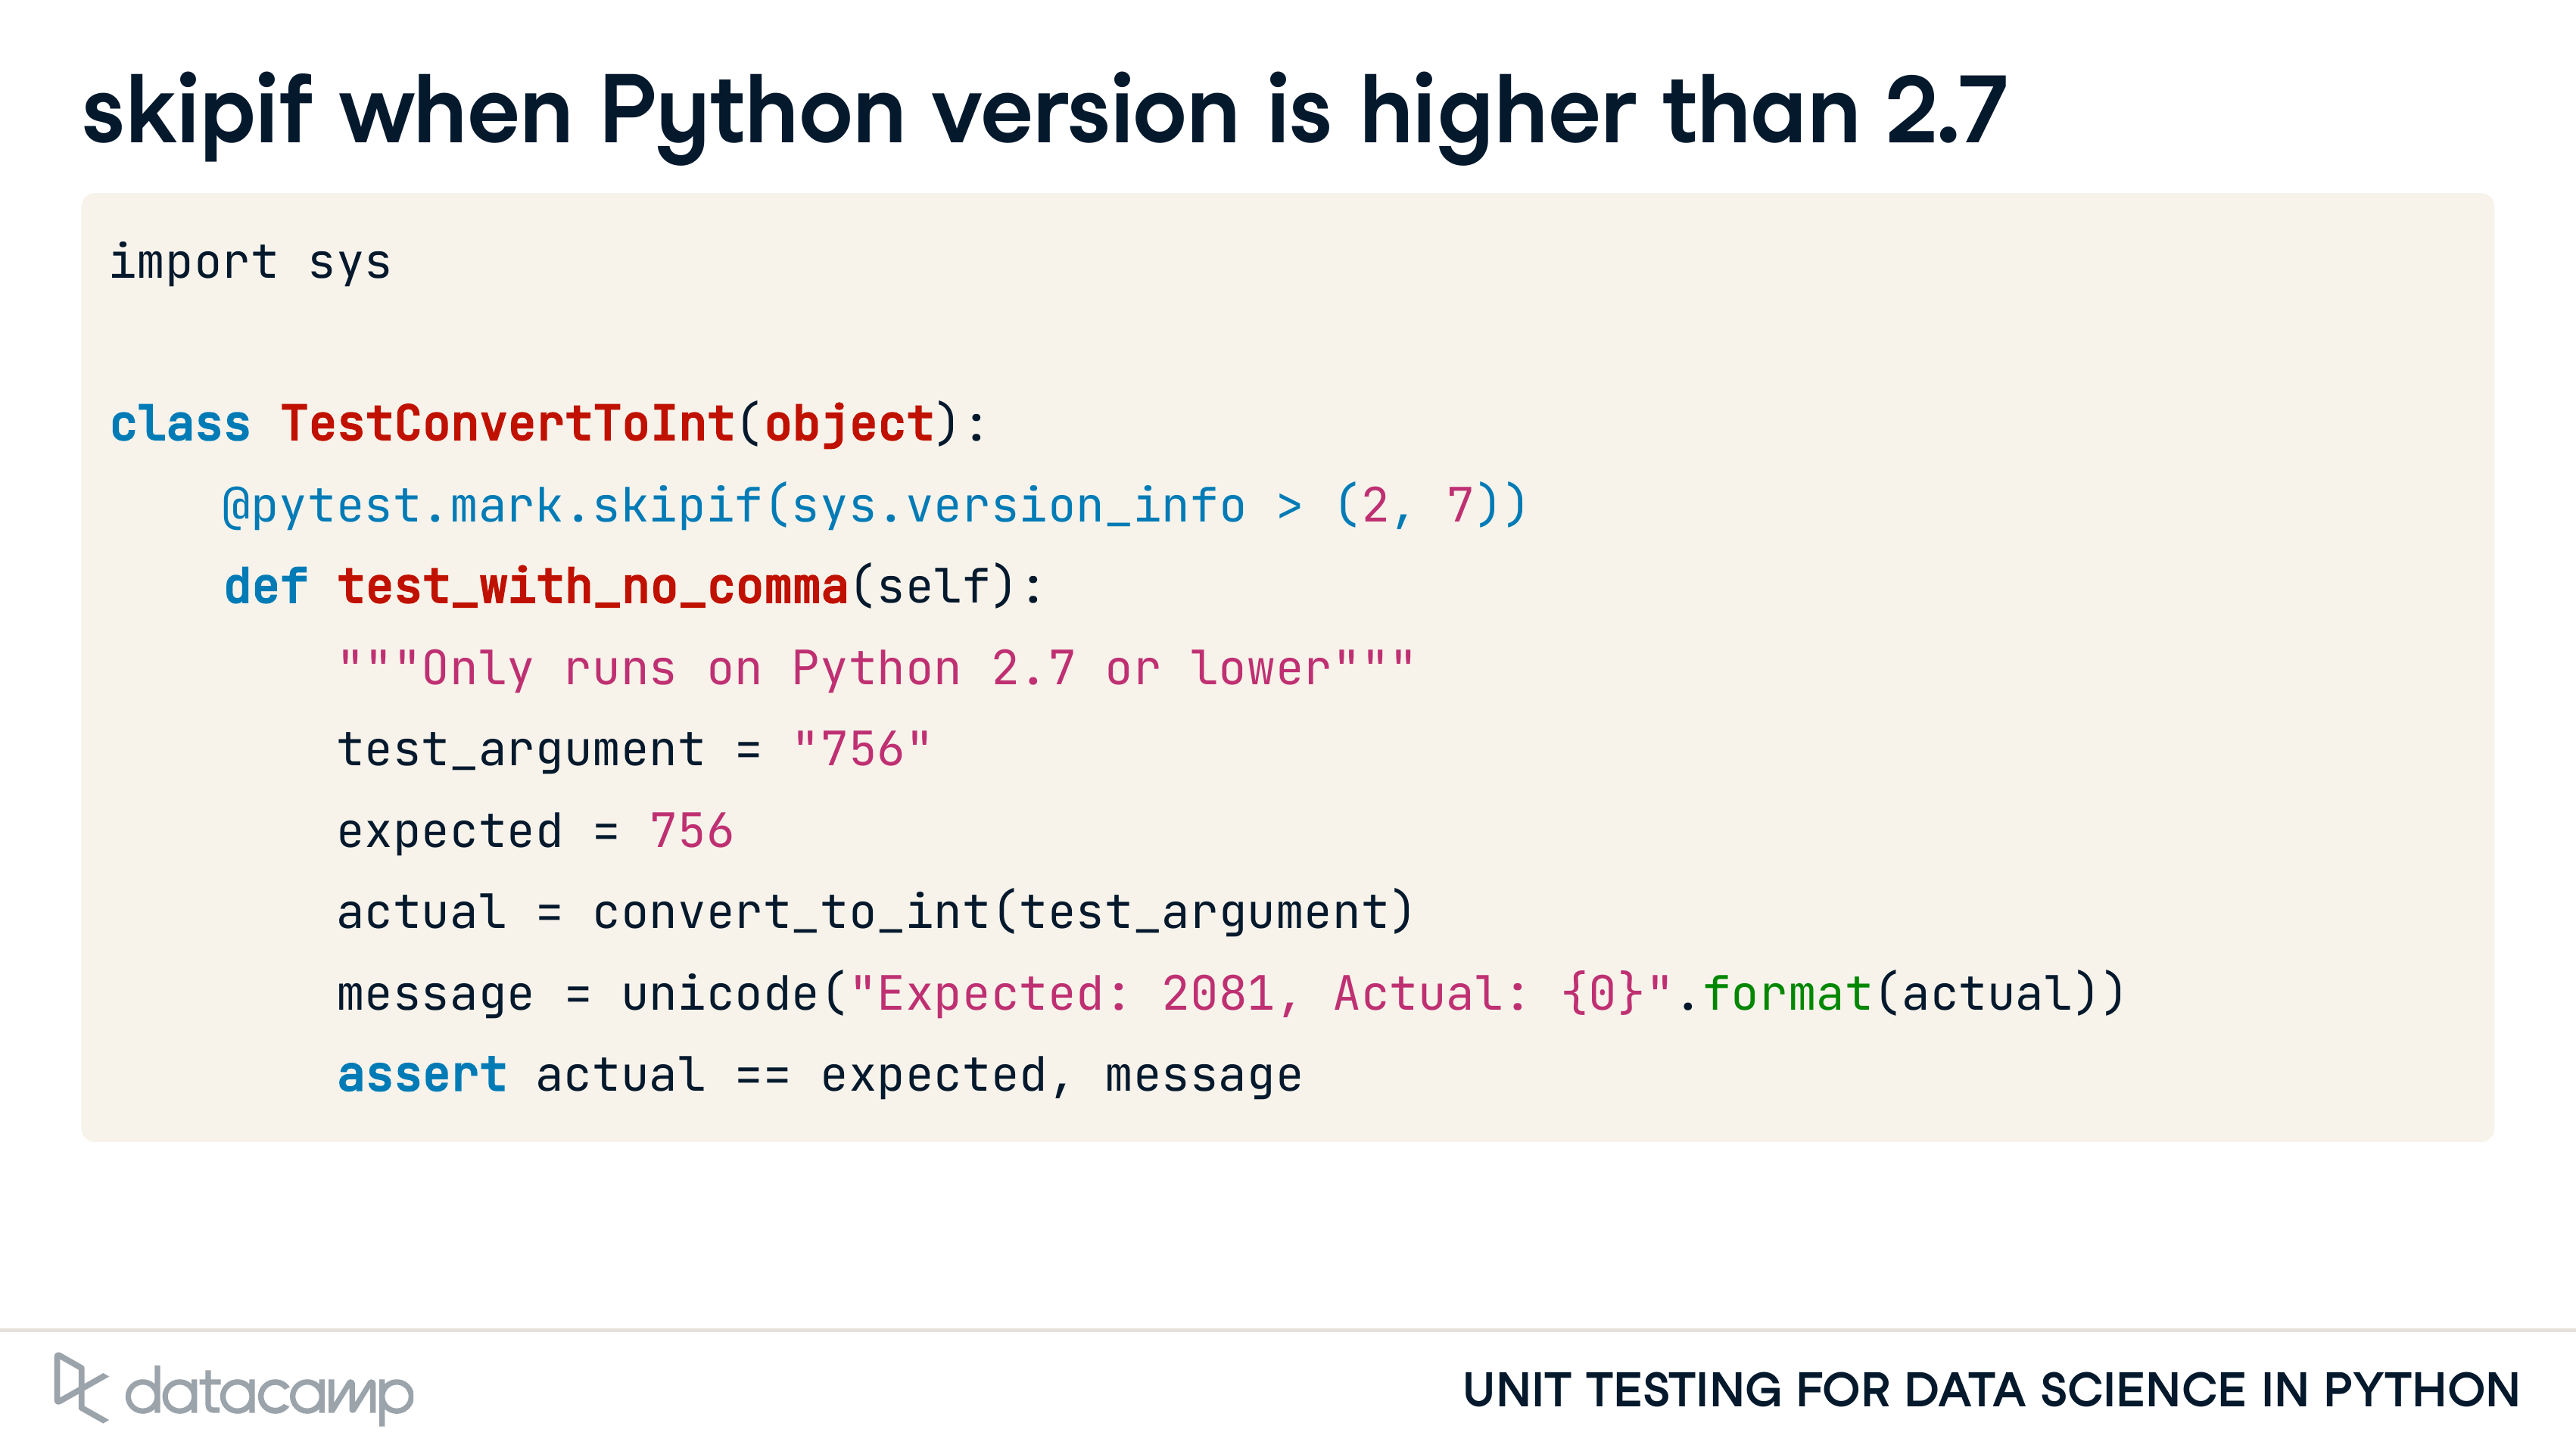 skipif when Python version is higher than 2.7
import sys
class TestConvertToInt(object):
    @pytest.mark.skipif(sys.version_info > (2, 7))
    def test_with_no_comma(self):
        """Only runs on Python 2.7 or lower"""
        test_argument = "756"
        expected = 756
        actual = convert_to_int(test_argument)
        message = unicode("Expected: 2081, Actual: {0}".format(actual))
        assert actual == expected, message
datacamp
UNIT TESTING FOR DATA SCIENCE IN PYTHON